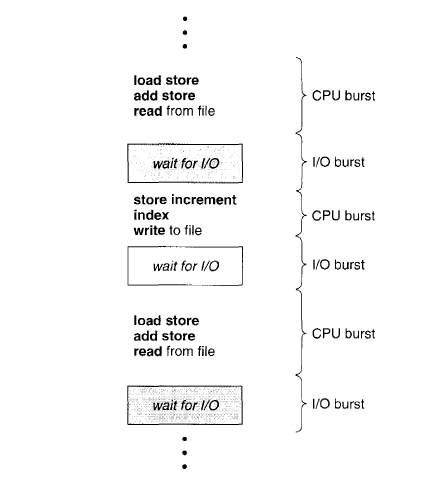 load store
add store
read from file
CPU burst
wait for I/O
I/O burst
store increment
index
write to file
CPU burst
wait for I/O
I/O burst
load store
add store
read from file
CPU burst
wait for I/O
I/O burst